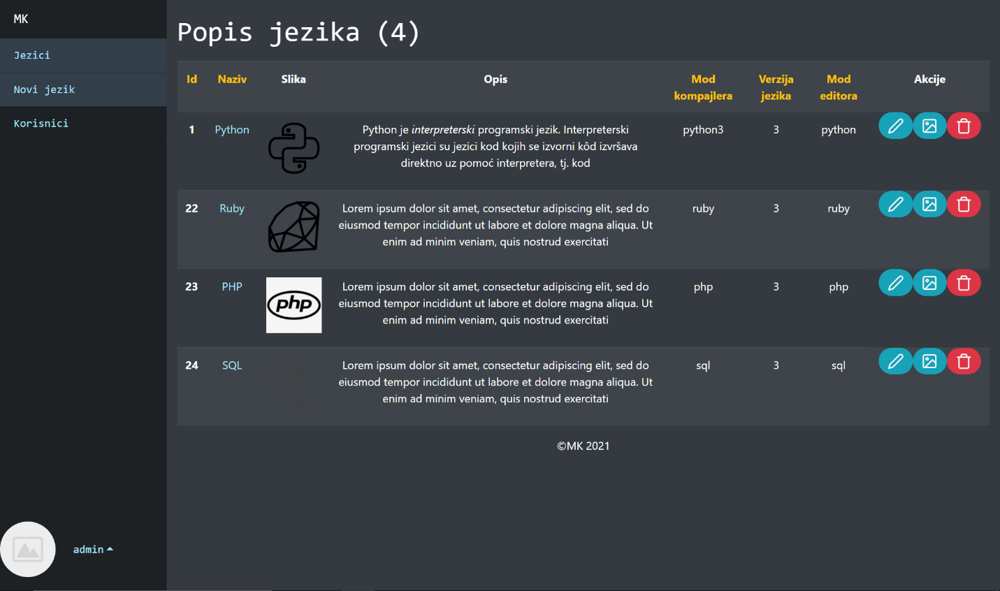 MK
Jezici
Novi jezik
Korisnici
Popis jezika (4)
Id Naziv Slika Opis Mod kompajlera Verzija jezika Mod editora Akcije
1 Python Python je interpreterski programski jezik. Interpreterski python3 3 python
programski jezici su jezici kod kojih se izvorni kôd izvršava
direktno uz pomoć interpretera, tj. kod
22 Ruby Lorem ipsum dolor sit amet, consectetur adipiscing elit, sed do ruby 3 ruby
eiusmod tempor incididunt ut labore et dolore magna aliqua. Ut
enim ad minim veniam, quis nostrud exercitati
23 PHP php Lorem ipsum dolor sit amet, consectetur adipiscing elit, sed do php 3 php
eiusmod tempor incididunt ut labore et dolore magna aliqua. Ut
enim ad minim veniam, quis nostrud exercitati
24 SQL Lorem ipsum dolor sit amet, consectetur adipiscing elit, sed do sql 3 sql
eiusmod tempor incididunt ut labore et dolore magna aliqua. Ut
enim ad minim veniam, quis nostrud exercitati
©MK 2021
admin